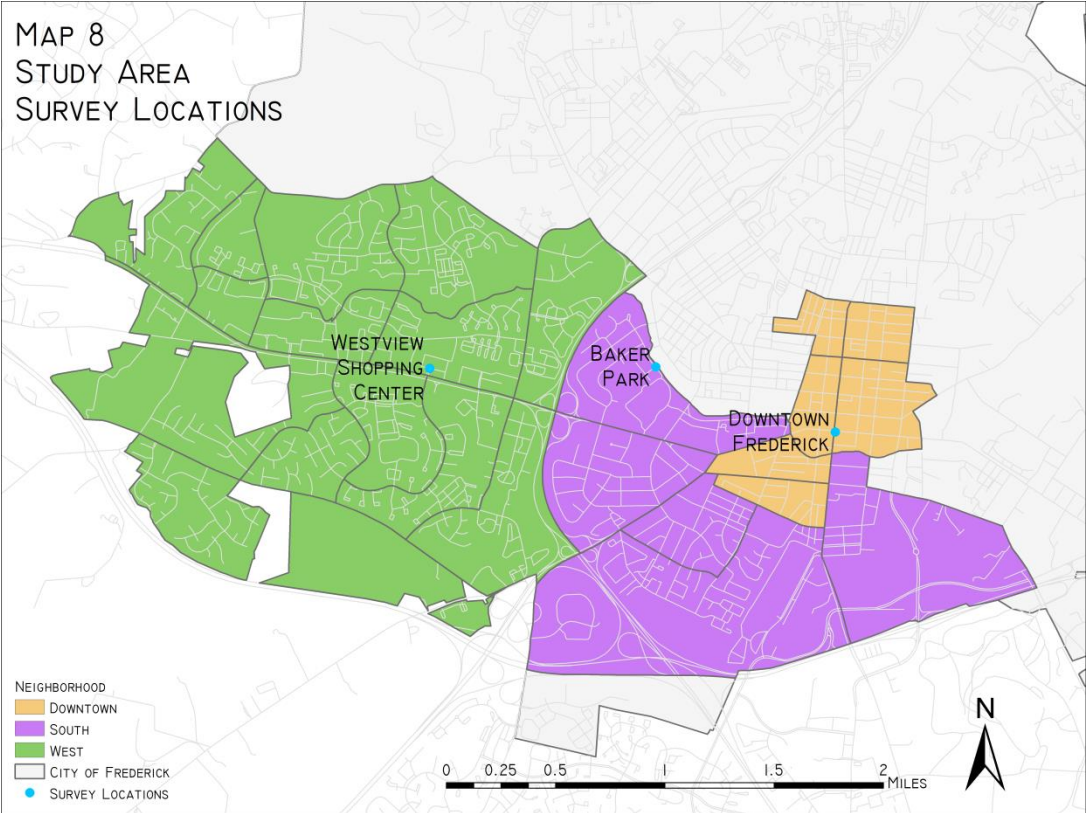 Map 8
Study Area
Survey Locations
Westview
Shopping
Center
Baker
Park
Downtown
Frederick
Neighborhood
Downtown
South
West
City of Frederick
Survey Locations
N
0 0.25 0.5 1 1.5 2
Miles